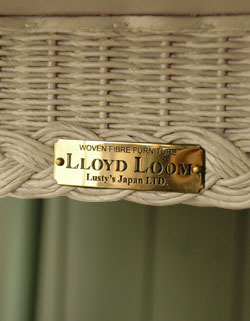 WOVEN FIBRE FURNITURE
LLOYD LOOM
Lusty's Japan LTD.